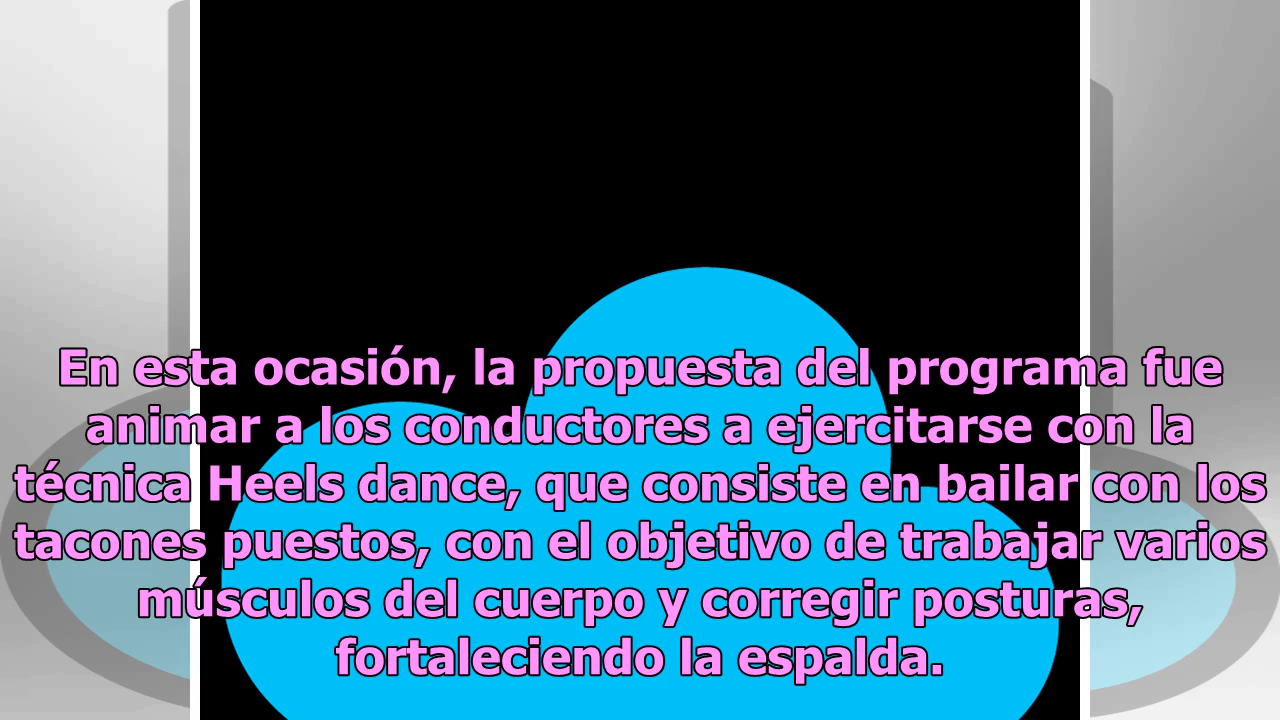 En esta ocasión, la propuesta del programa fue
animar a los conductores a ejercitarse con la
técnica Heels dance, que consiste en bailar con los
tacones puestos, con el objetivo de trabajar varios
músculos del cuerpo y corregir posturas,
fortaleciendo la espalda.